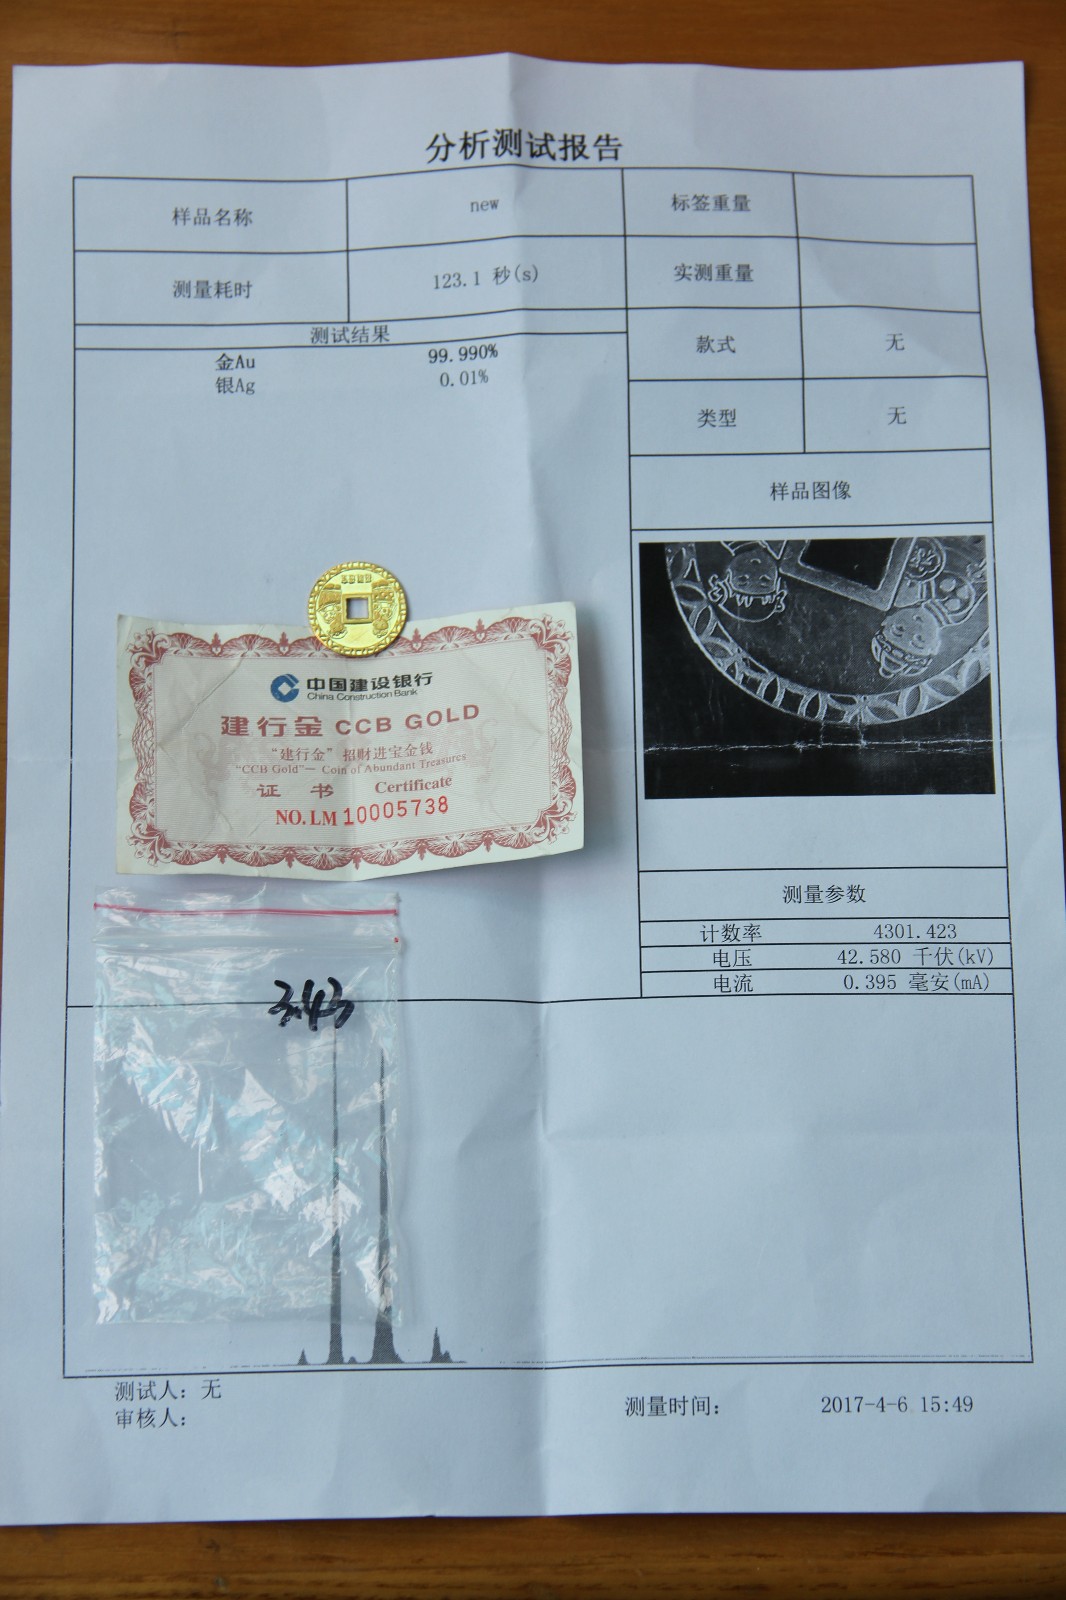 分析测试报告
样品名称 new 标签重量
测量耗时 123.1 秒(s) 实测重量
测试结果
金Au 99.990%
银Ag 0.01%
款式 无
类型 无
样品图像
中国建设银行
China Construction Bank
建行金 CCB GOLD
“建行金”招财进宝金钱
“CCB Gold”— Coin of Abundant Treasures
证书 Certificate
NO. LM 10005738
测量参数
计数率 4301.423
电压 42.580 千伏(kV)
电流 0.395 毫安(mA)
3.43
测试人: 无
审核人:
测量时间: 2017-4-6 15:49